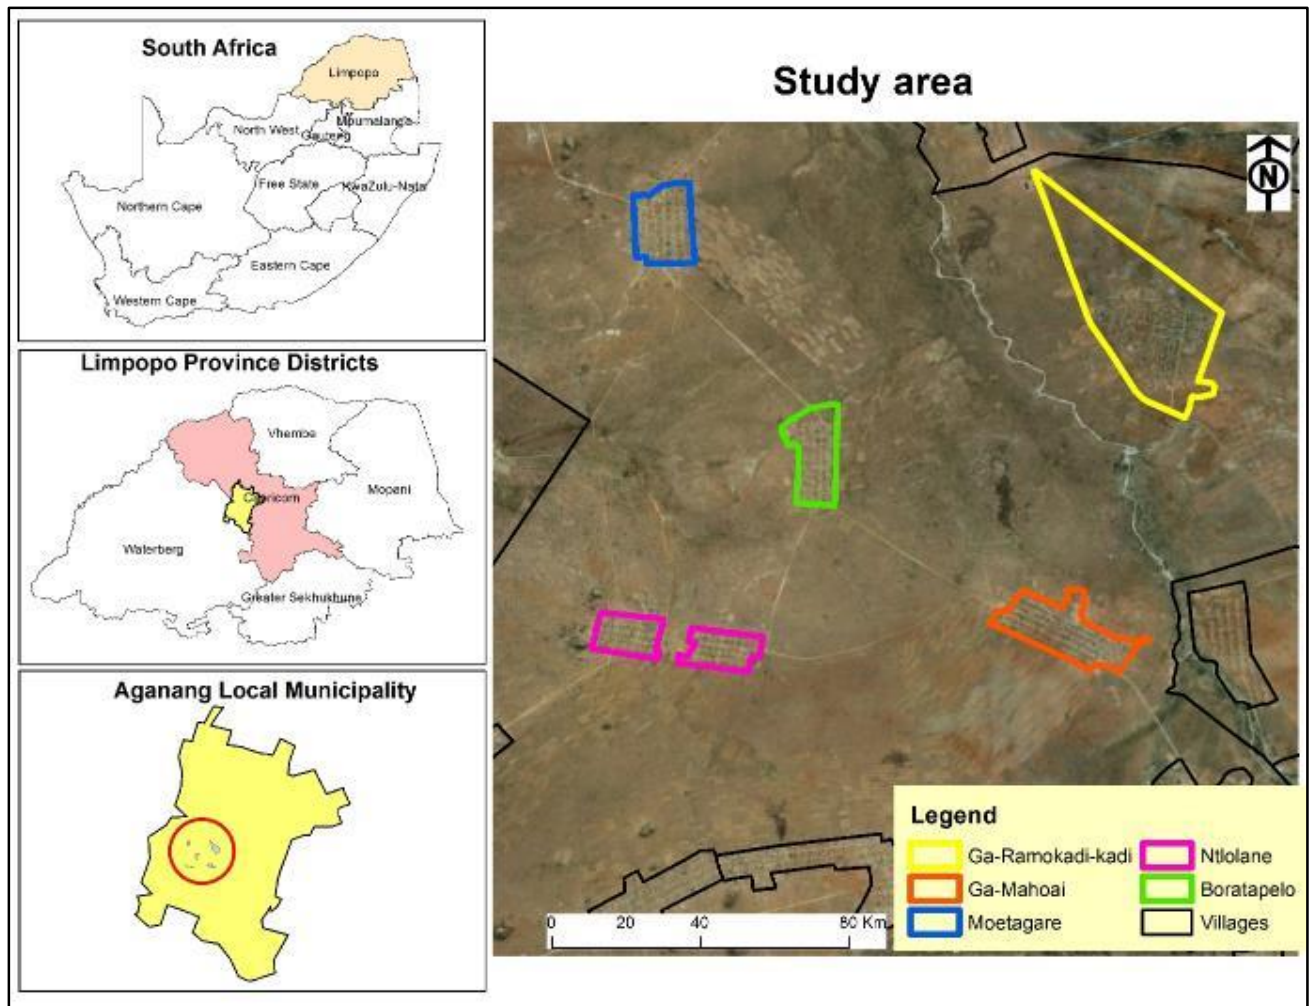 South Africa
Limpopo
Mpumalanga
North West
Gauteng
Free State
KwaZulu-Natal
Northern Cape
Eastern Cape
Western Cape
Limpopo Province Districts
Vhembe
Capricorn
Mopani
Waterberg
Greater Sekhukhune
Aganang Local Municipality
Study area
N
Legend
Ga-Ramokadi-kadi
Ntlolane
Ga-Mahoai
Boratapelo
Moetagare
Villages
0 20 40 80 Km